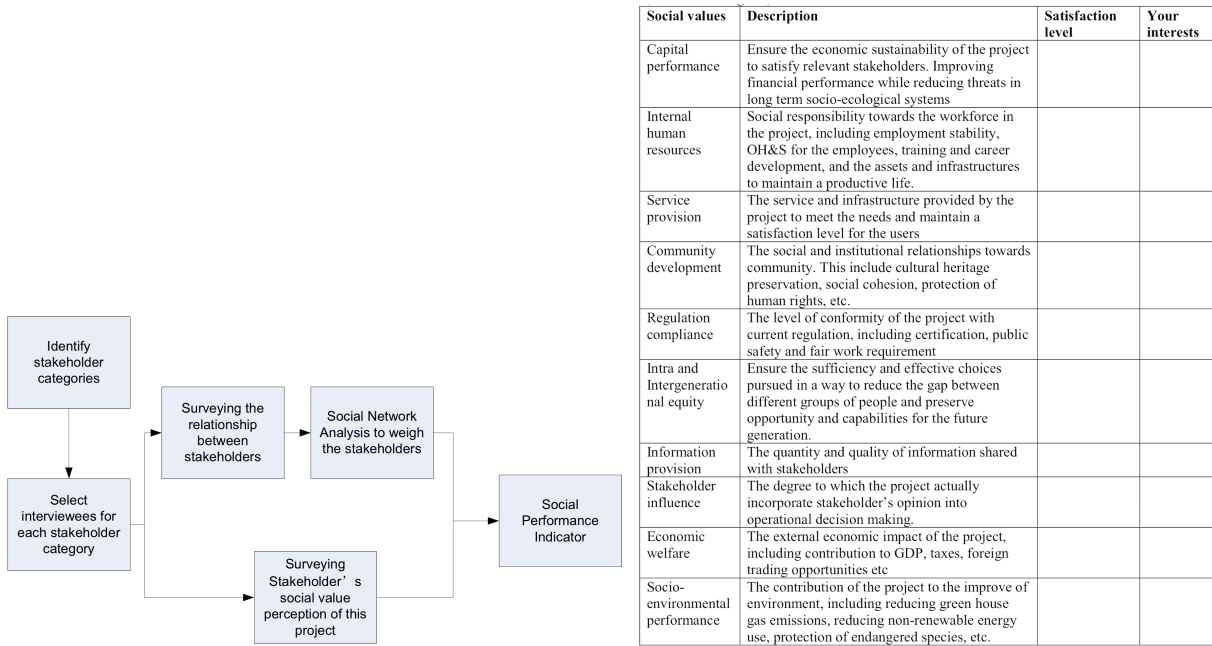 Identify
stakeholder
categories
Select
interviewees for
each stakeholder
category
Surveying the
relationship
between
stakeholders
Social Network
Analysis to weigh
the stakeholders
Surveying
Stakeholder’s
social value
perception of this
project
Social
Performance
Indicator
Social values Description Satisfaction level Your interests
Capital
performance
Ensure the economic sustainability of the project
to satisfy relevant stakeholders. Improving
financial performance while reducing threats in
long term socio-ecological systems
Internal
human
resources
Social responsibility towards the workforce in
the project, including employment stability,
OH&S for the employees, training and career
development, and the assets and infrastructures
to maintain a productive life.
Service
provision
The service and infrastructure provided by the
project to meet the needs and maintain a
satisfaction level for the users
Community
development
The social and institutional relationships towards
community. This include cultural heritage
preservation, social cohesion, protection of
human rights, etc.
Regulation
compliance
The level of conformity of the project with
current regulation, including certification, public
safety and fair work requirement
Intra and
Intergeneratio
nal equity
Ensure the sufficiency and effective choices
pursued in a way to reduce the gap between
different groups of people and preserve
opportunity and capabilities for the future
generation.
Information
provision
The quantity and quality of information shared
with stakeholders
Stakeholder
influence
The degree to which the project actually
incorporate stakeholder’s opinion into
operational decision making.
Economic
welfare
The external economic impact of the project,
including contribution to GDP, taxes, foreign
trading opportunities etc
Socio-
environmental
performance
The contribution of the project to the improve of
environment, including reducing green house
gas emissions, reducing non-renewable energy
use, protection of endangered species, etc.